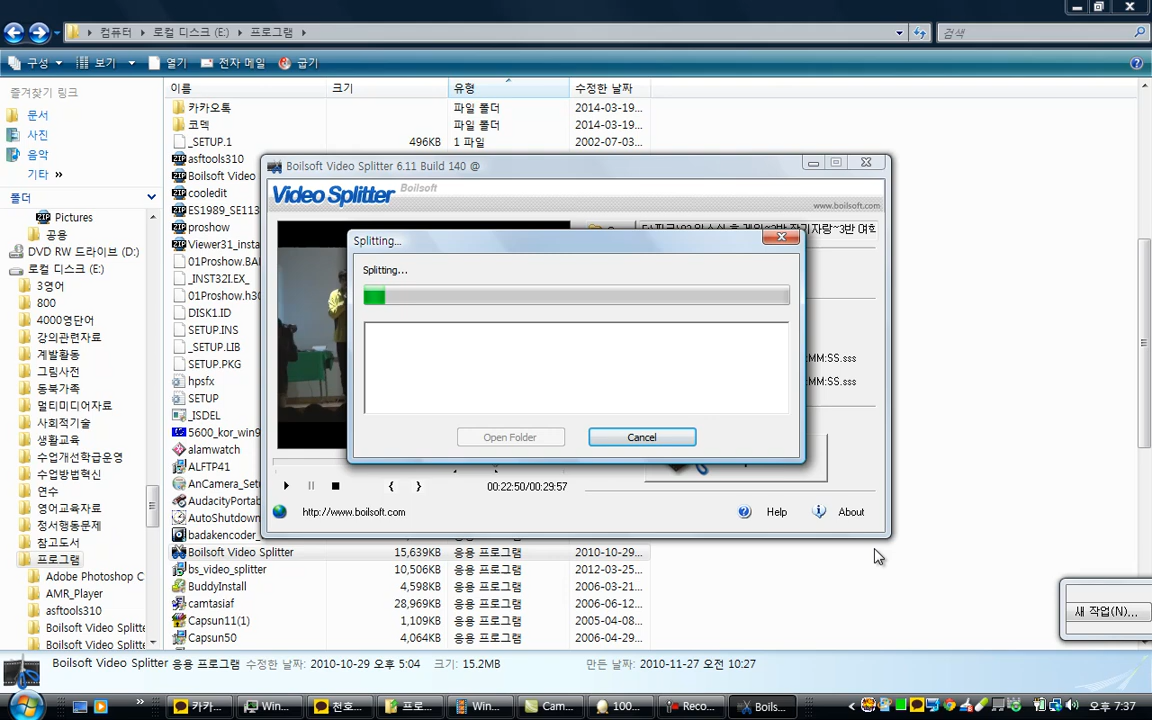 컴퓨터 ▸ 로컬 디스크 (E:) ▸ 프로그램 ▸
검색
구성
보기
열기
전자 메일
굽기
즐겨찾기 링크
문서
사진
음악
기타 »
폴더
Pictures
공용
DVD RW 드라이브 (D:)
로컬 디스크 (E:)
3영어
800
4000영단어
강의관련자료
계발활동
그림사진
동북가족
멀티미디어자료
사회적기술
생활교육
수업개선학급운영
수업방법혁신
연수
영어교육자료
정서행동문제
참고도서
프로그램
Adobe Photoshop C
AMR_Player
asftools310
Boilsoft Video Splitte
Boilsoft Video Splitte
이름 크기 유형 수정한 날짜
카카오톡 파일 폴더 2014-03-19...
코덱 파일 폴더 2014-03-19...
_SETUP.1 496KB 1 파일 2002-07-03...
asftools310
Boilsoft Video
cooledit
ES1989_SE113
proshow
Viewer31_insta
01Proshow.BA
_INST32I.EX_
01Proshow.h30
DISK1.ID
SETUP.INS
_SETUP.LIB
SETUP.PKG
hpsfx
SETUP
_ISDEL
5600_kor_win9
alamwatch
ALFTP41
AnCamera_Set
AudacityPortab
AutoShutdown
badakencoder_
Boilsoft Video Splitter 15,639KB 응용 프로그램 2010-10-29...
bs_video_splitter 10,506KB 응용 프로그램 2012-03-25...
BuddyInstall 4,598KB 응용 프로그램 2006-03-21...
camtasiaf 28,969KB 응용 프로그램 2006-06-12...
Capsun11(1) 1,109KB 응용 프로그램 2005-04-08...
Capsun50 4,064KB 응용 프로그램 2006-04-29...
Boilsoft Video Splitter 6.11 Build 140 @
Video Splitter Boilsoft
www.boilsoft.com
Splitting...
Splitting...
Open Folder
Cancel
:MM:SS.sss
:MM:SS.sss
00:22:50/00:29:57
http://www.boilsoft.com
Help
About
새 작업(N)...
Boilsoft Video Splitter 응용 프로그램 수정한 날짜: 2010-10-29 오후 5:04 크기: 15.2MB 만든 날짜: 2010-11-27 오전 10:27
카카...
Win...
천호...
프로...
Win...
Cam...
100...
Reco...
Boils...
오후 7:37